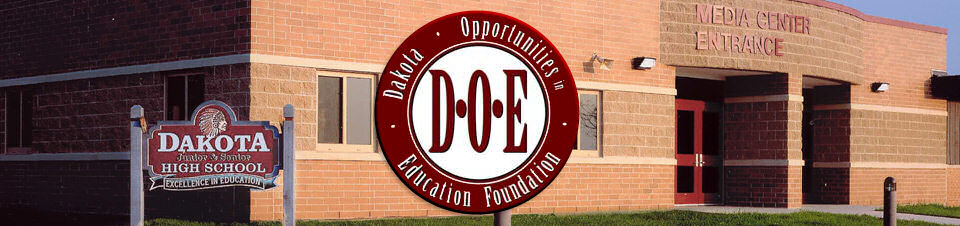 MEDIA CENTER
ENTRANCE
Dakota · Opportunities in
D·O·E
Education Foundation
DAKOTA
Junior & Senior
HIGH SCHOOL
EXCELLENCE IN EDUCATION